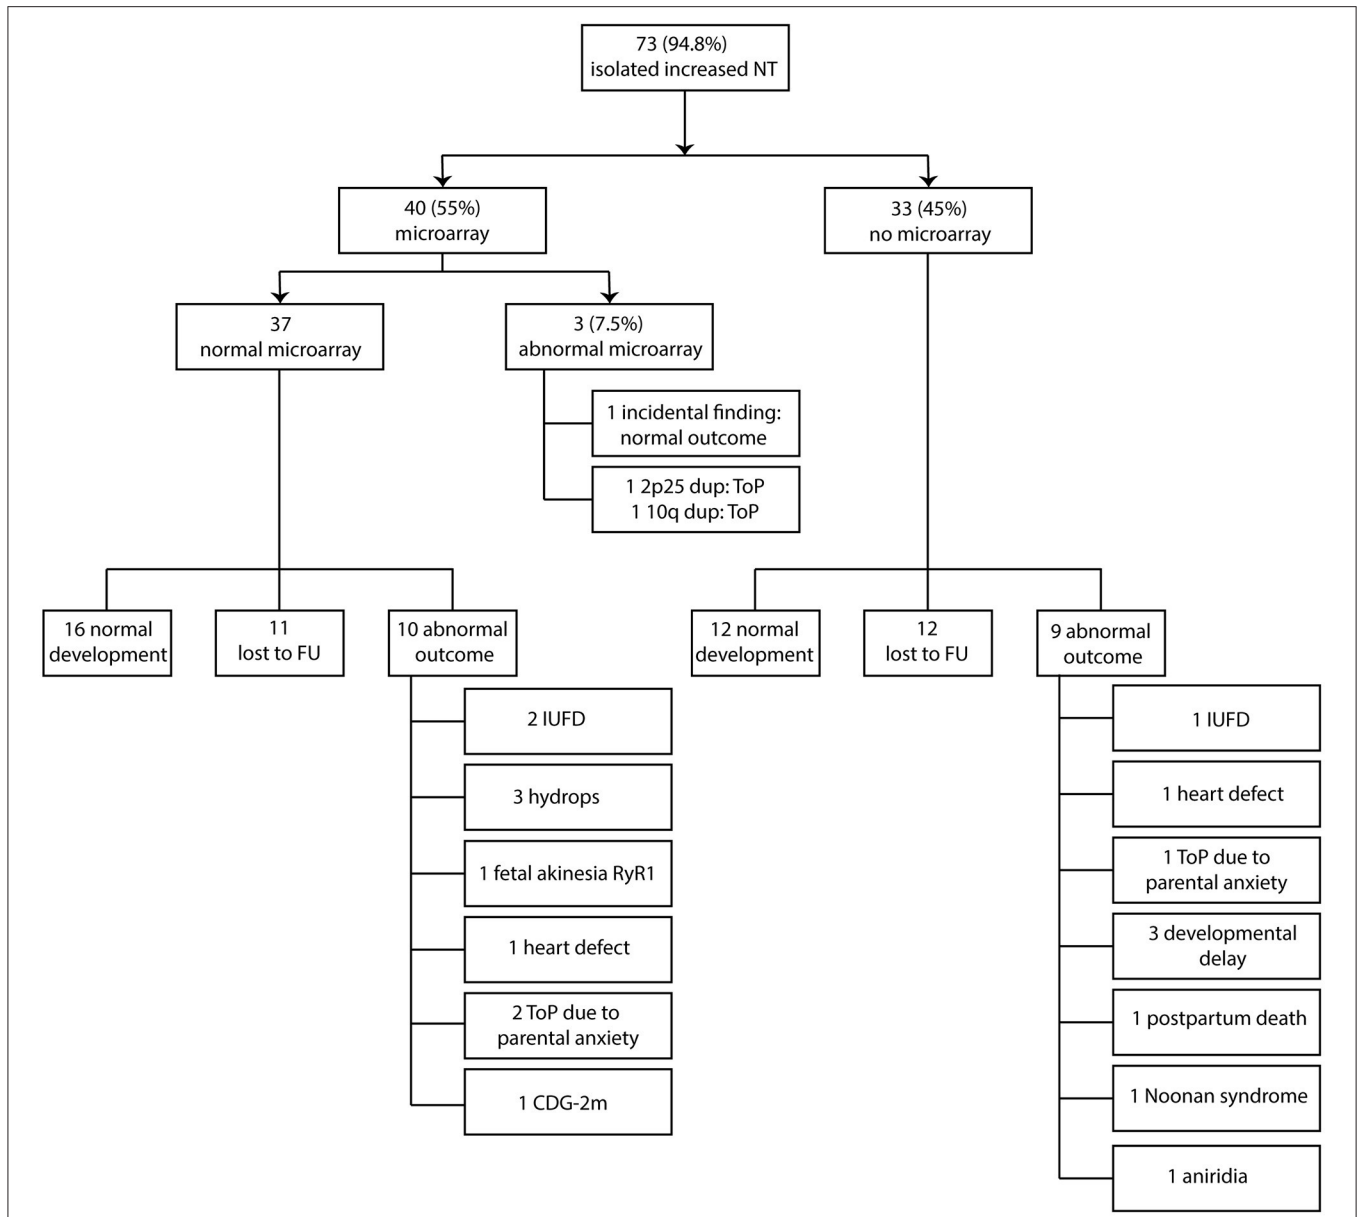 73 (94.8%)
isolated increased NT
40 (55%)
microarray
33 (45%)
no microarray
37
normal microarray
3 (7.5%)
abnormal microarray
1 incidental finding:
normal outcome
1 2p25 dup: ToP
1 10q dup: ToP
16 normal
development
11
lost to FU
10 abnormal
outcome
2 IUFD
3 hydrops
1 fetal akinesia RyR1
1 heart defect
2 ToP due to
parental anxiety
1 CDG-2m
12 normal
development
12
lost to FU
9 abnormal
outcome
1 IUFD
1 heart defect
1 ToP due to
parental anxiety
3 developmental
delay
1 postpartum death
1 Noonan syndrome
1 aniridia